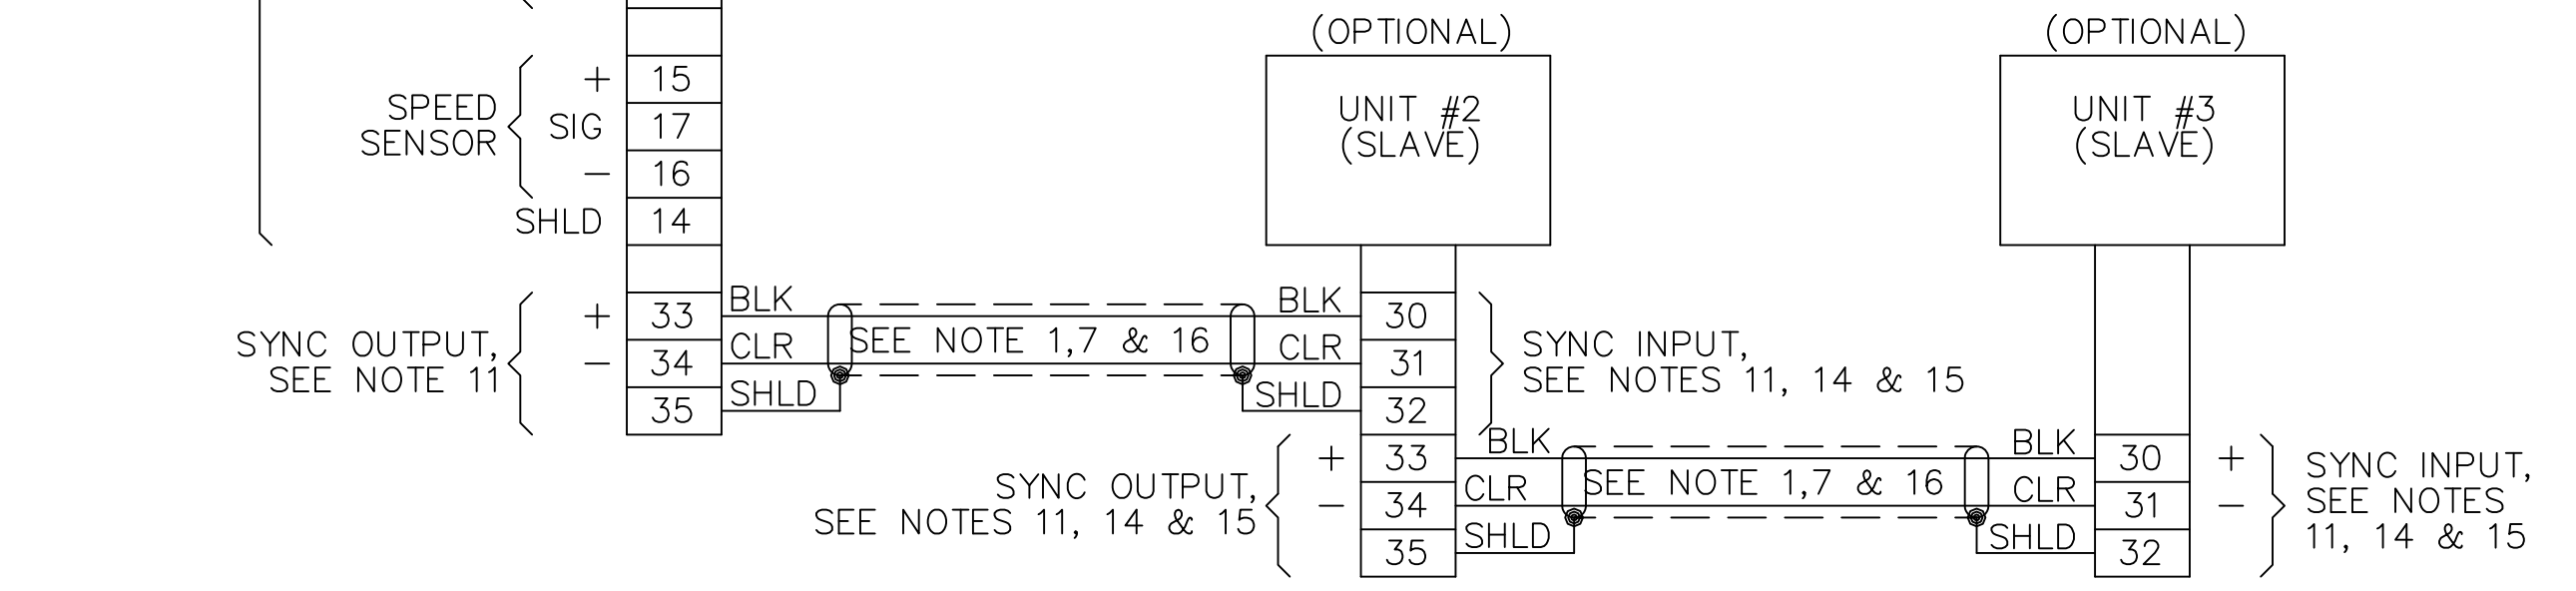 (OPTIONAL)
(OPTIONAL)
UNIT #2
(SLAVE)
UNIT #3
(SLAVE)
SPEED
SENSOR
+ 15
SIG 17
− 16
SHLD 14
SYNC OUTPUT,
SEE NOTE 11
+ 33 BLK
− 34 CLR
35 SHLD
SEE NOTE 1,7 & 16
BLK 30
CLR 31
SHLD 32
SYNC INPUT,
SEE NOTES 11, 14 & 15
SYNC OUTPUT,
SEE NOTES 11, 14 & 15
+ 33 BLK
− 34 CLR
35 SHLD
SEE NOTE 1,7 & 16
BLK 30 +
CLR 31 −
SHLD 32
SYNC INPUT,
SEE NOTES
11, 14 & 15